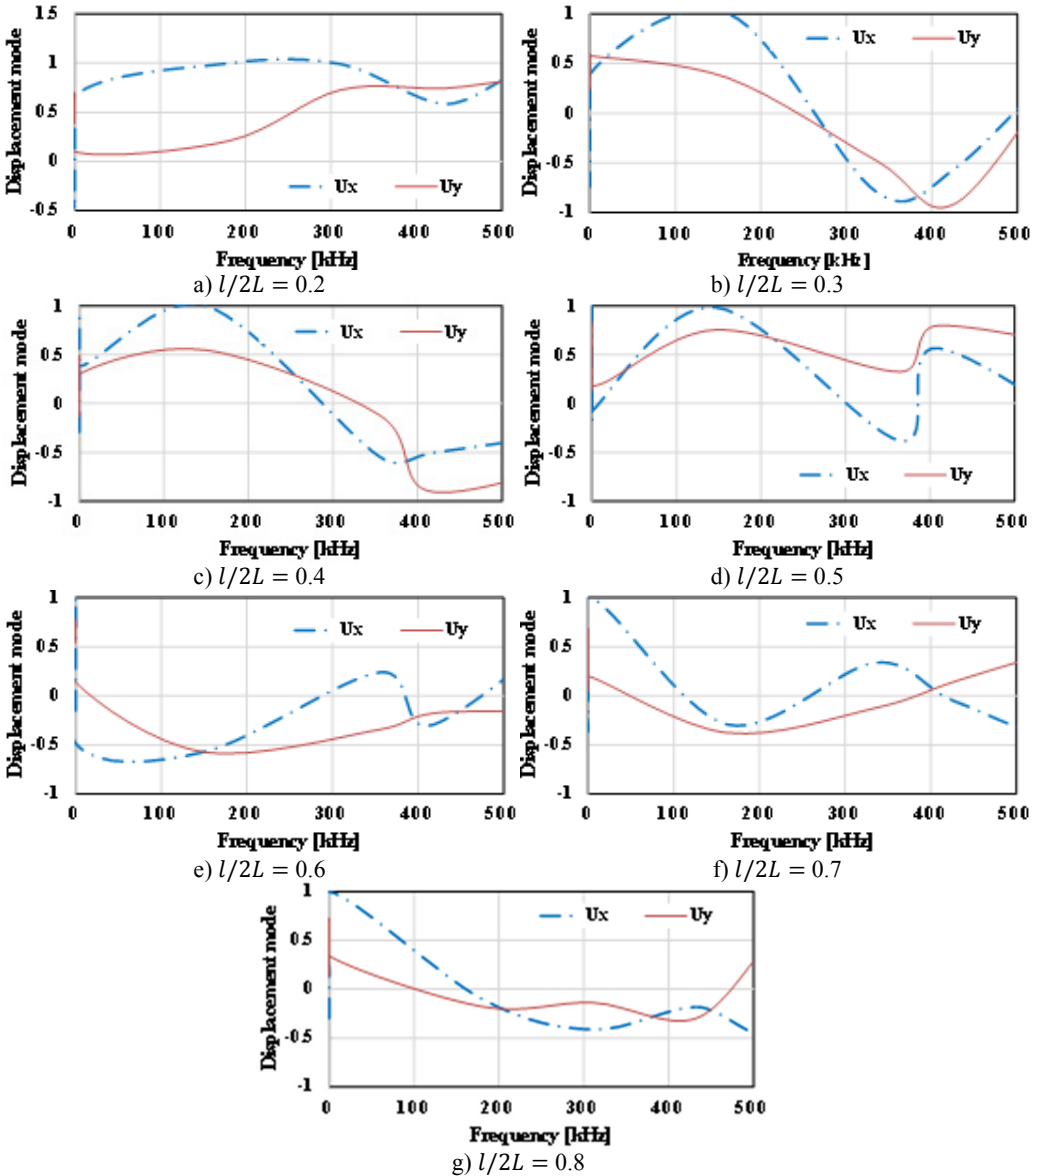 Displacement mode
1.5
1
0.5
0
-0.5
Ux Uy
0 100 200 300 400 500
Frequency [kHz]
a) l/2L = 0.2
Displacement mode
1
0.5
0
-0.5
-1
Ux Uy
0 100 200 300 400 500
Frequency [kHz]
b) l/2L = 0.3
Displacement mode
1
0.5
0
-0.5
-1
Ux Uy
0 100 200 300 400 500
Frequency [kHz]
c) l/2L = 0.4
Displacement mode
1
0.5
0
-0.5
-1
Ux Uy
0 100 200 300 400 500
Frequency [kHz]
d) l/2L = 0.5
Displacement mode
1
0.5
0
-0.5
-1
Ux Uy
0 100 200 300 400 500
Frequency [kHz]
e) l/2L = 0.6
Displacement mode
1
0.5
0
-0.5
-1
Ux Uy
0 100 200 300 400 500
Frequency [kHz]
f) l/2L = 0.7
Displacement mode
1
0.5
0
-0.5
-1
Ux Uy
0 100 200 300 400 500
Frequency [kHz]
g) l/2L = 0.8